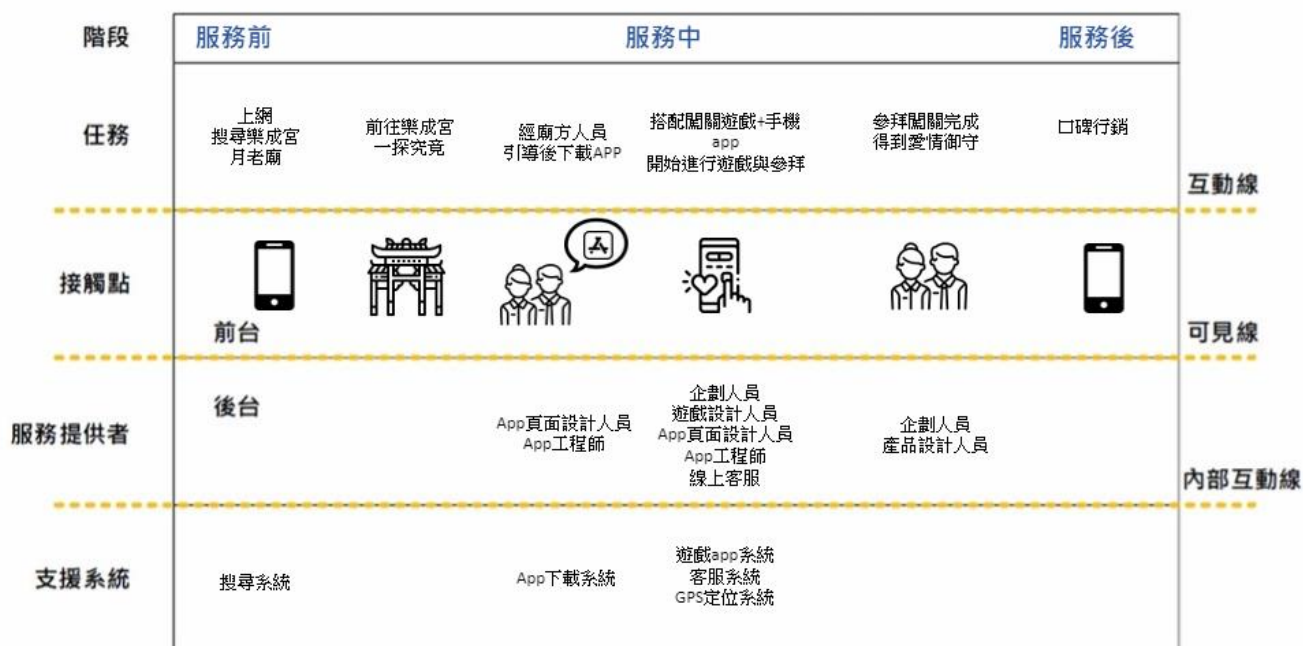 階段
服務前
服務中
服務後
任務
上網
搜尋樂成宮
月老廟
前往樂成宮
一探究竟
經廟方人員
引導後下載APP
搭配闖關遊戲+手機
app
開始進行遊戲與參拜
參拜闖關完成
得到愛情御守
口碑行銷
互動線
接觸點
前台
可見線
服務提供者
後台
App頁面設計人員
App工程師
企劃人員
遊戲設計人員
App頁面設計人員
App工程師
線上客服
企劃人員
產品設計人員
內部互動線
支援系統
搜尋系統
App下載系統
遊戲app系統
客服系統
GPS定位系統